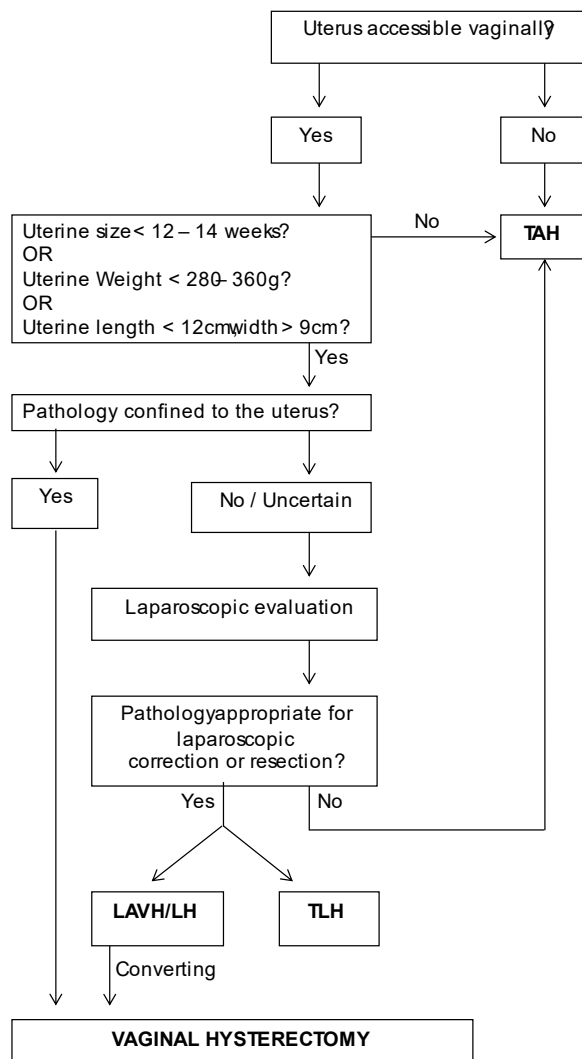 Uterus accessible vaginally?
Yes
No
Uterine size < 12 – 14 weeks?
OR
Uterine Weight < 280– 360g?
OR
Uterine length < 12cm, width > 9cm?
No
TAH
Yes
Pathology confined to the uterus?
Yes
No / Uncertain
Laparoscopic evaluation
Pathology appropriate for
laparoscopic
correction or resection?
Yes
No
LAVH/LH
TLH
Converting
VAGINAL HYSTERECTOMY